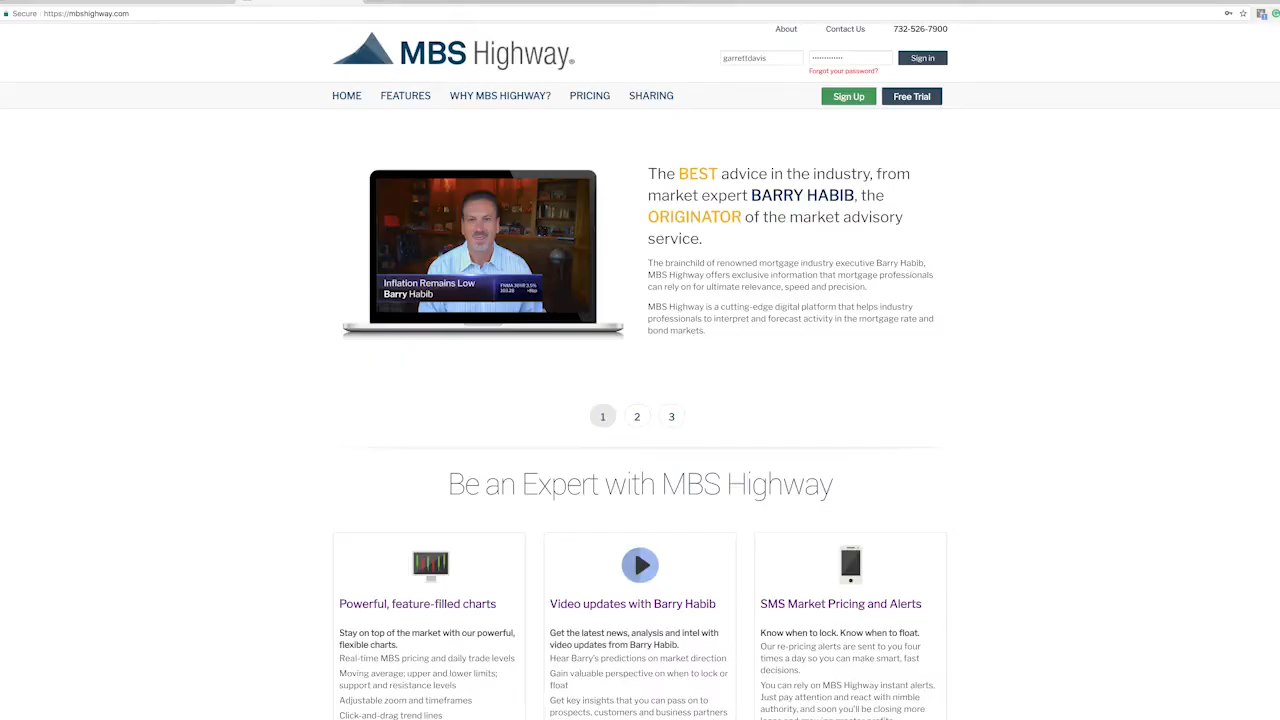 Secure https://mbshighway.com
About Contact Us 732-526-7900
MBS Highway®
garrettdavis ············· Sign in
Forgot your password?
HOME FEATURES WHY MBS HIGHWAY? PRICING SHARING Sign Up Free Trial
The BEST advice in the industry, from
market expert BARRY HABIB, the
ORIGINATOR of the market advisory
service.
The brainchild of renowned mortgage industry executive Barry Habib,
MBS Highway offers exclusive information that mortgage professionals
can rely on for ultimate relevance, speed and precision.
MBS Highway is a cutting-edge digital platform that helps industry
professionals to interpret and forecast activity in the mortgage rate and
bond markets.
Inflation Remains Low
Barry Habib
FNMA 30YR 3.5%
103.28
1 2 3
Be an Expert with MBS Highway
Powerful, feature-filled charts
Stay on top of the market with our powerful,
flexible charts.
Real-time MBS pricing and daily trade levels
Moving average; upper and lower limits;
support and resistance levels
Adjustable zoom and timeframes
Click-and-drag trend lines
Video updates with Barry Habib
Get the latest news, analysis and intel with
video updates from Barry Habib.
Hear Barry's predictions on market direction
Gain valuable perspective on when to lock or
float
Get key insights that you can pass on to
prospects, customers and business partners
SMS Market Pricing and Alerts
Know when to lock. Know when to float.
Our re-pricing alerts are sent to you four
times a day so you can make smart, fast
decisions.
You can rely on MBS Highway instant alerts.
Just pay attention and react with nimble
authority, and soon you'll be closing more